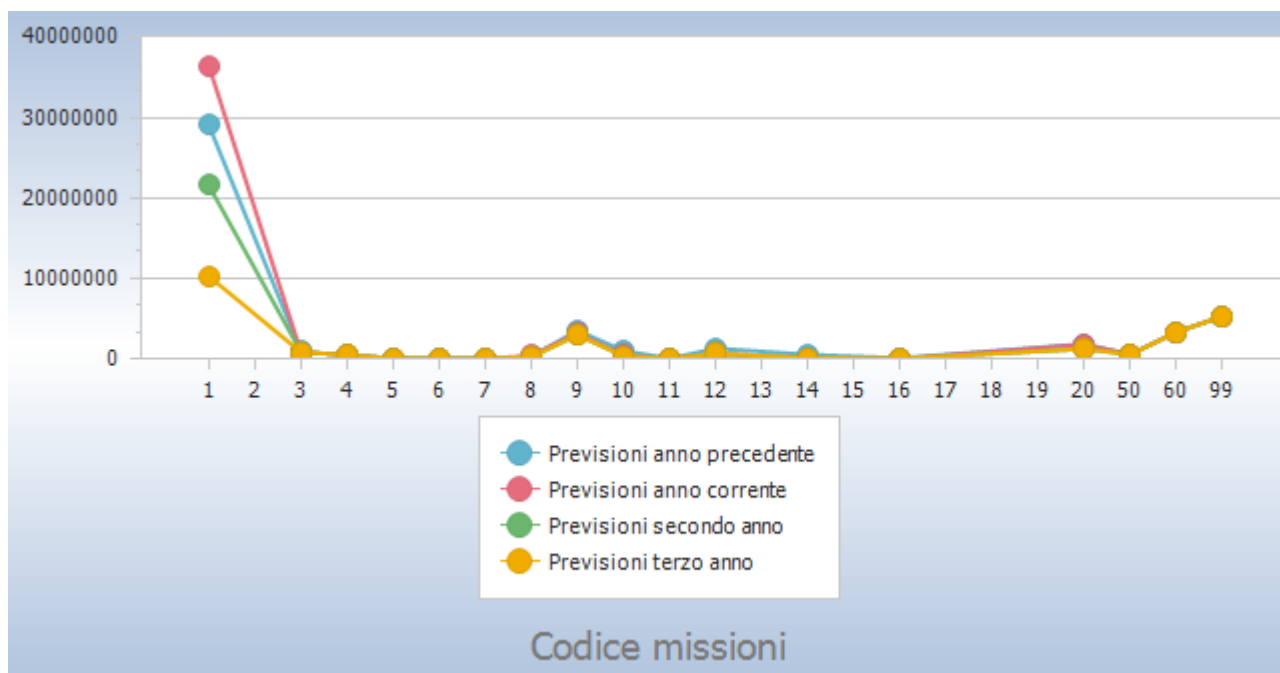 40000000
30000000
20000000
10000000
0
1 2 3 4 5 6 7 8 9 10 11 12 13 14 15 16 17 18 19 20 50 60 99
Previsioni anno precedente
Previsioni anno corrente
Previsioni secondo anno
Previsioni terzo anno
Codice missioni